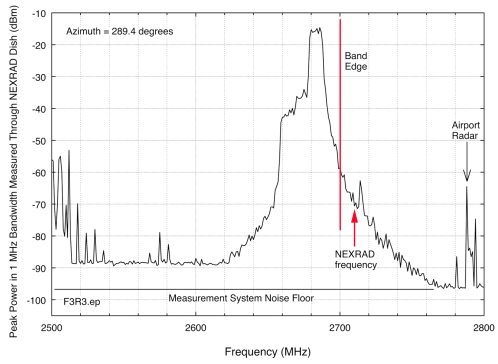 Peak Power in 1 MHz Bandwidth Measured Through NEXRAD Dish (dBm)
-10
-20
-30
-40
-50
-60
-70
-80
-90
-100
Azimuth = 289.4 degrees
Band
Edge
Airport
Radar
NEXRAD
frequency
Measurement System Noise Floor
F3R3.ep
2500
2600
2700
2800
Frequency (MHz)